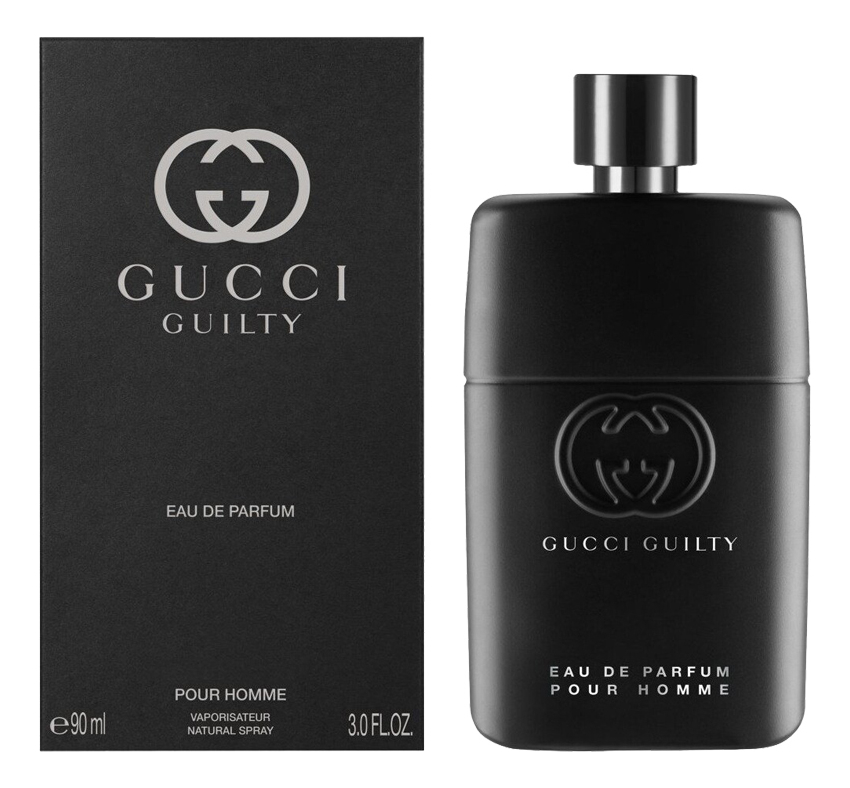 GUCCI
GUILTY
EAU DE PARFUM
POUR HOMME
VAPORISATEUR
NATURAL SPRAY
℮90 ml
3.0 FL.OZ.
GUCCI GUILTY
EAU DE PARFUM
POUR HOMME